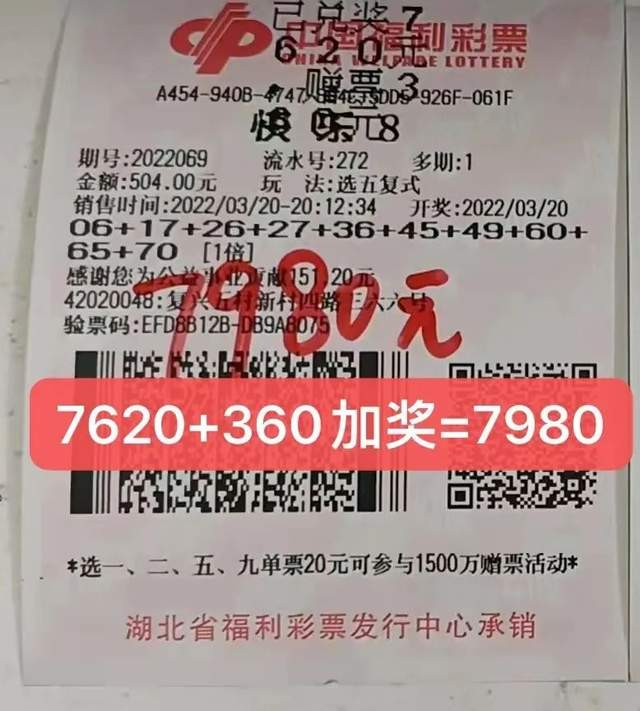 已兑奖7
620元
中国福利彩票
CHINA WELFARE LOTTERY
赠票3
A454-940B-4747-
-926F-061F
快乐8
期号:2022069 流水号:272 多期:1
金额:504.00元 玩 法:选五复式
销售时间:2022/03/20-20:12:34 开奖:2022/03/20
06+17+26+27+36+45+49+60+
65+70 [1倍]
感谢您为公益事业贡献151.20元
42020048:复兴五村新村四路三六六号
验票码:EFD8B12B-DB9A8075
7980元
7620+360加奖=7980
*选一、二、五、九单票20元可参与1500万赠票活动*
湖北省福利彩票发行中心承销